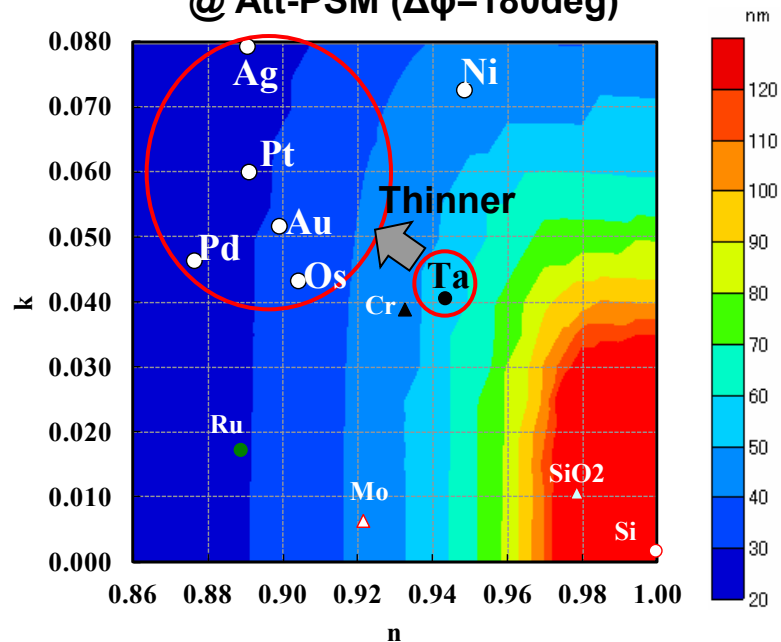 @ Att-PSM (Δφ=180deg)
nm
0.080
0.070
0.060
0.050
0.040
0.030
0.020
0.010
0.000
k
Ag
Ni
Pt
Thinner
Au
Pd
Os
Ta
Cr
Ru
Mo
SiO2
Si
0.86 0.88 0.90 0.92 0.94 0.96 0.98 1.00
n
120
110
100
90
80
70
60
50
40
30
20